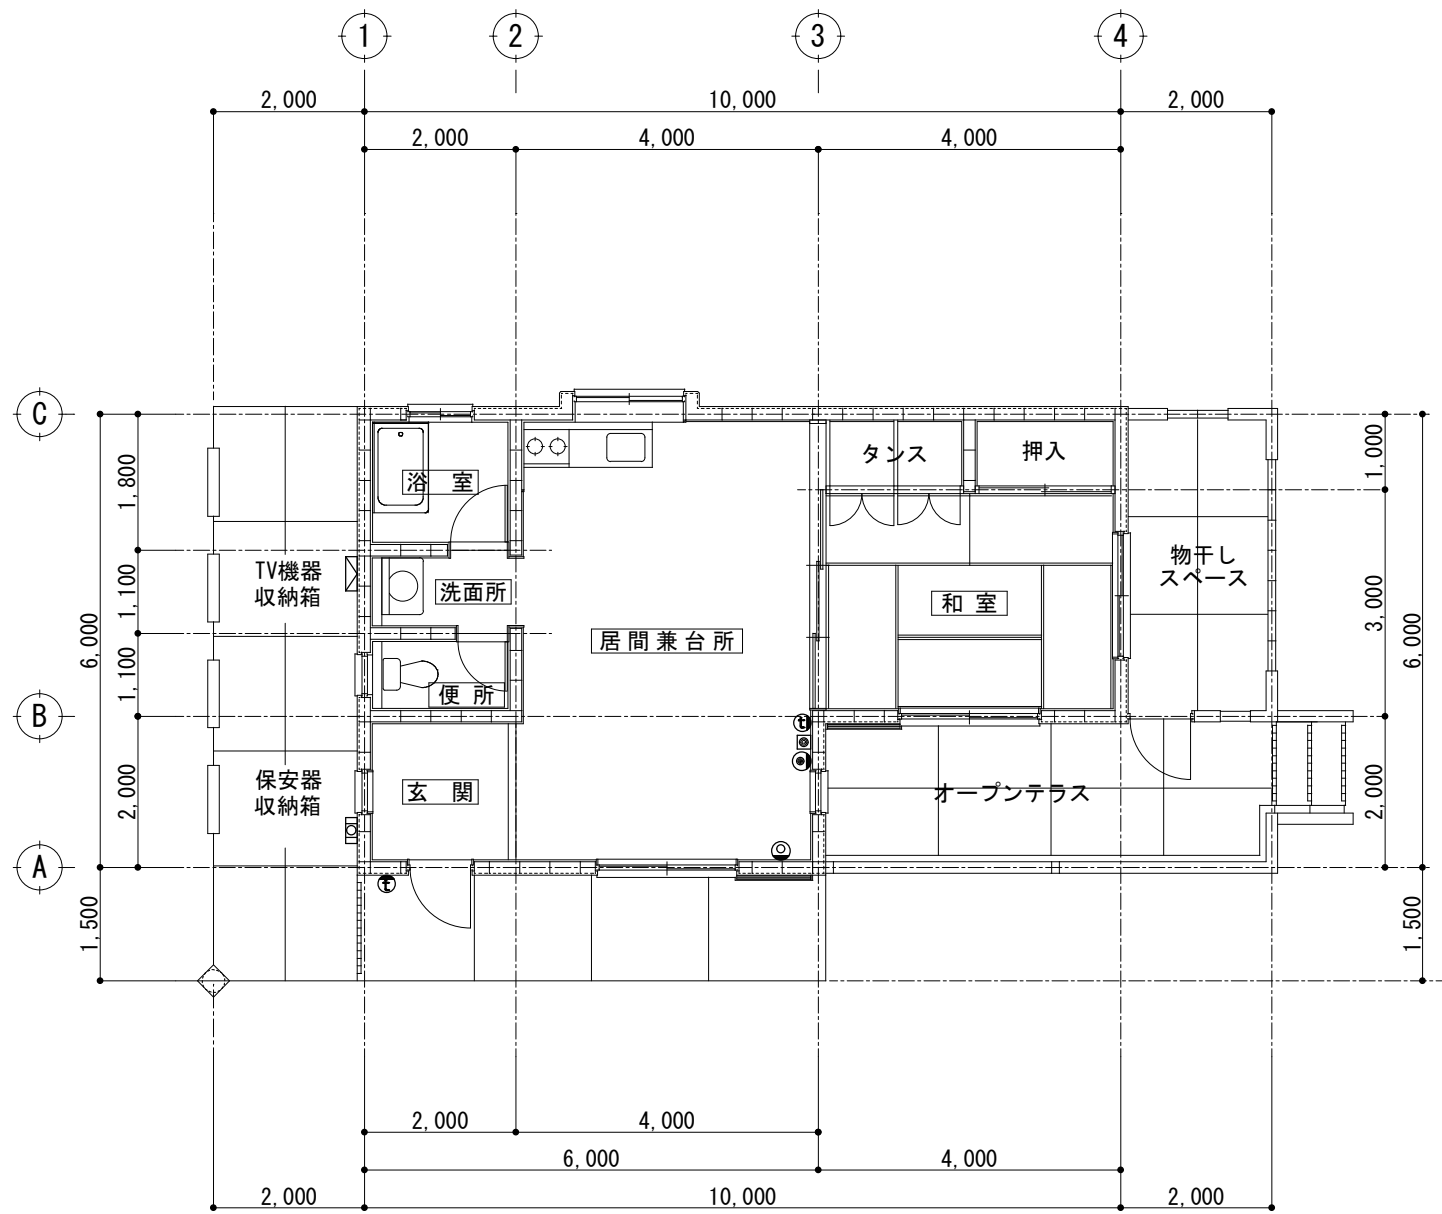 1
2
3
4
2,000
10,000
2,000
2,000
4,000
4,000
C
B
A
6,000
1,500
1,800
1,100
1,100
2,000
1,000
3,000
2,000
6,000
1,500
浴 室
タンス
押入
TV機器
収納箱
洗面所
居間兼台所
和 室
物干し
スペース
便 所
保安器
収納箱
玄 関
オープンテラス
t
t
2,000
4,000
6,000
4,000
2,000
10,000
2,000